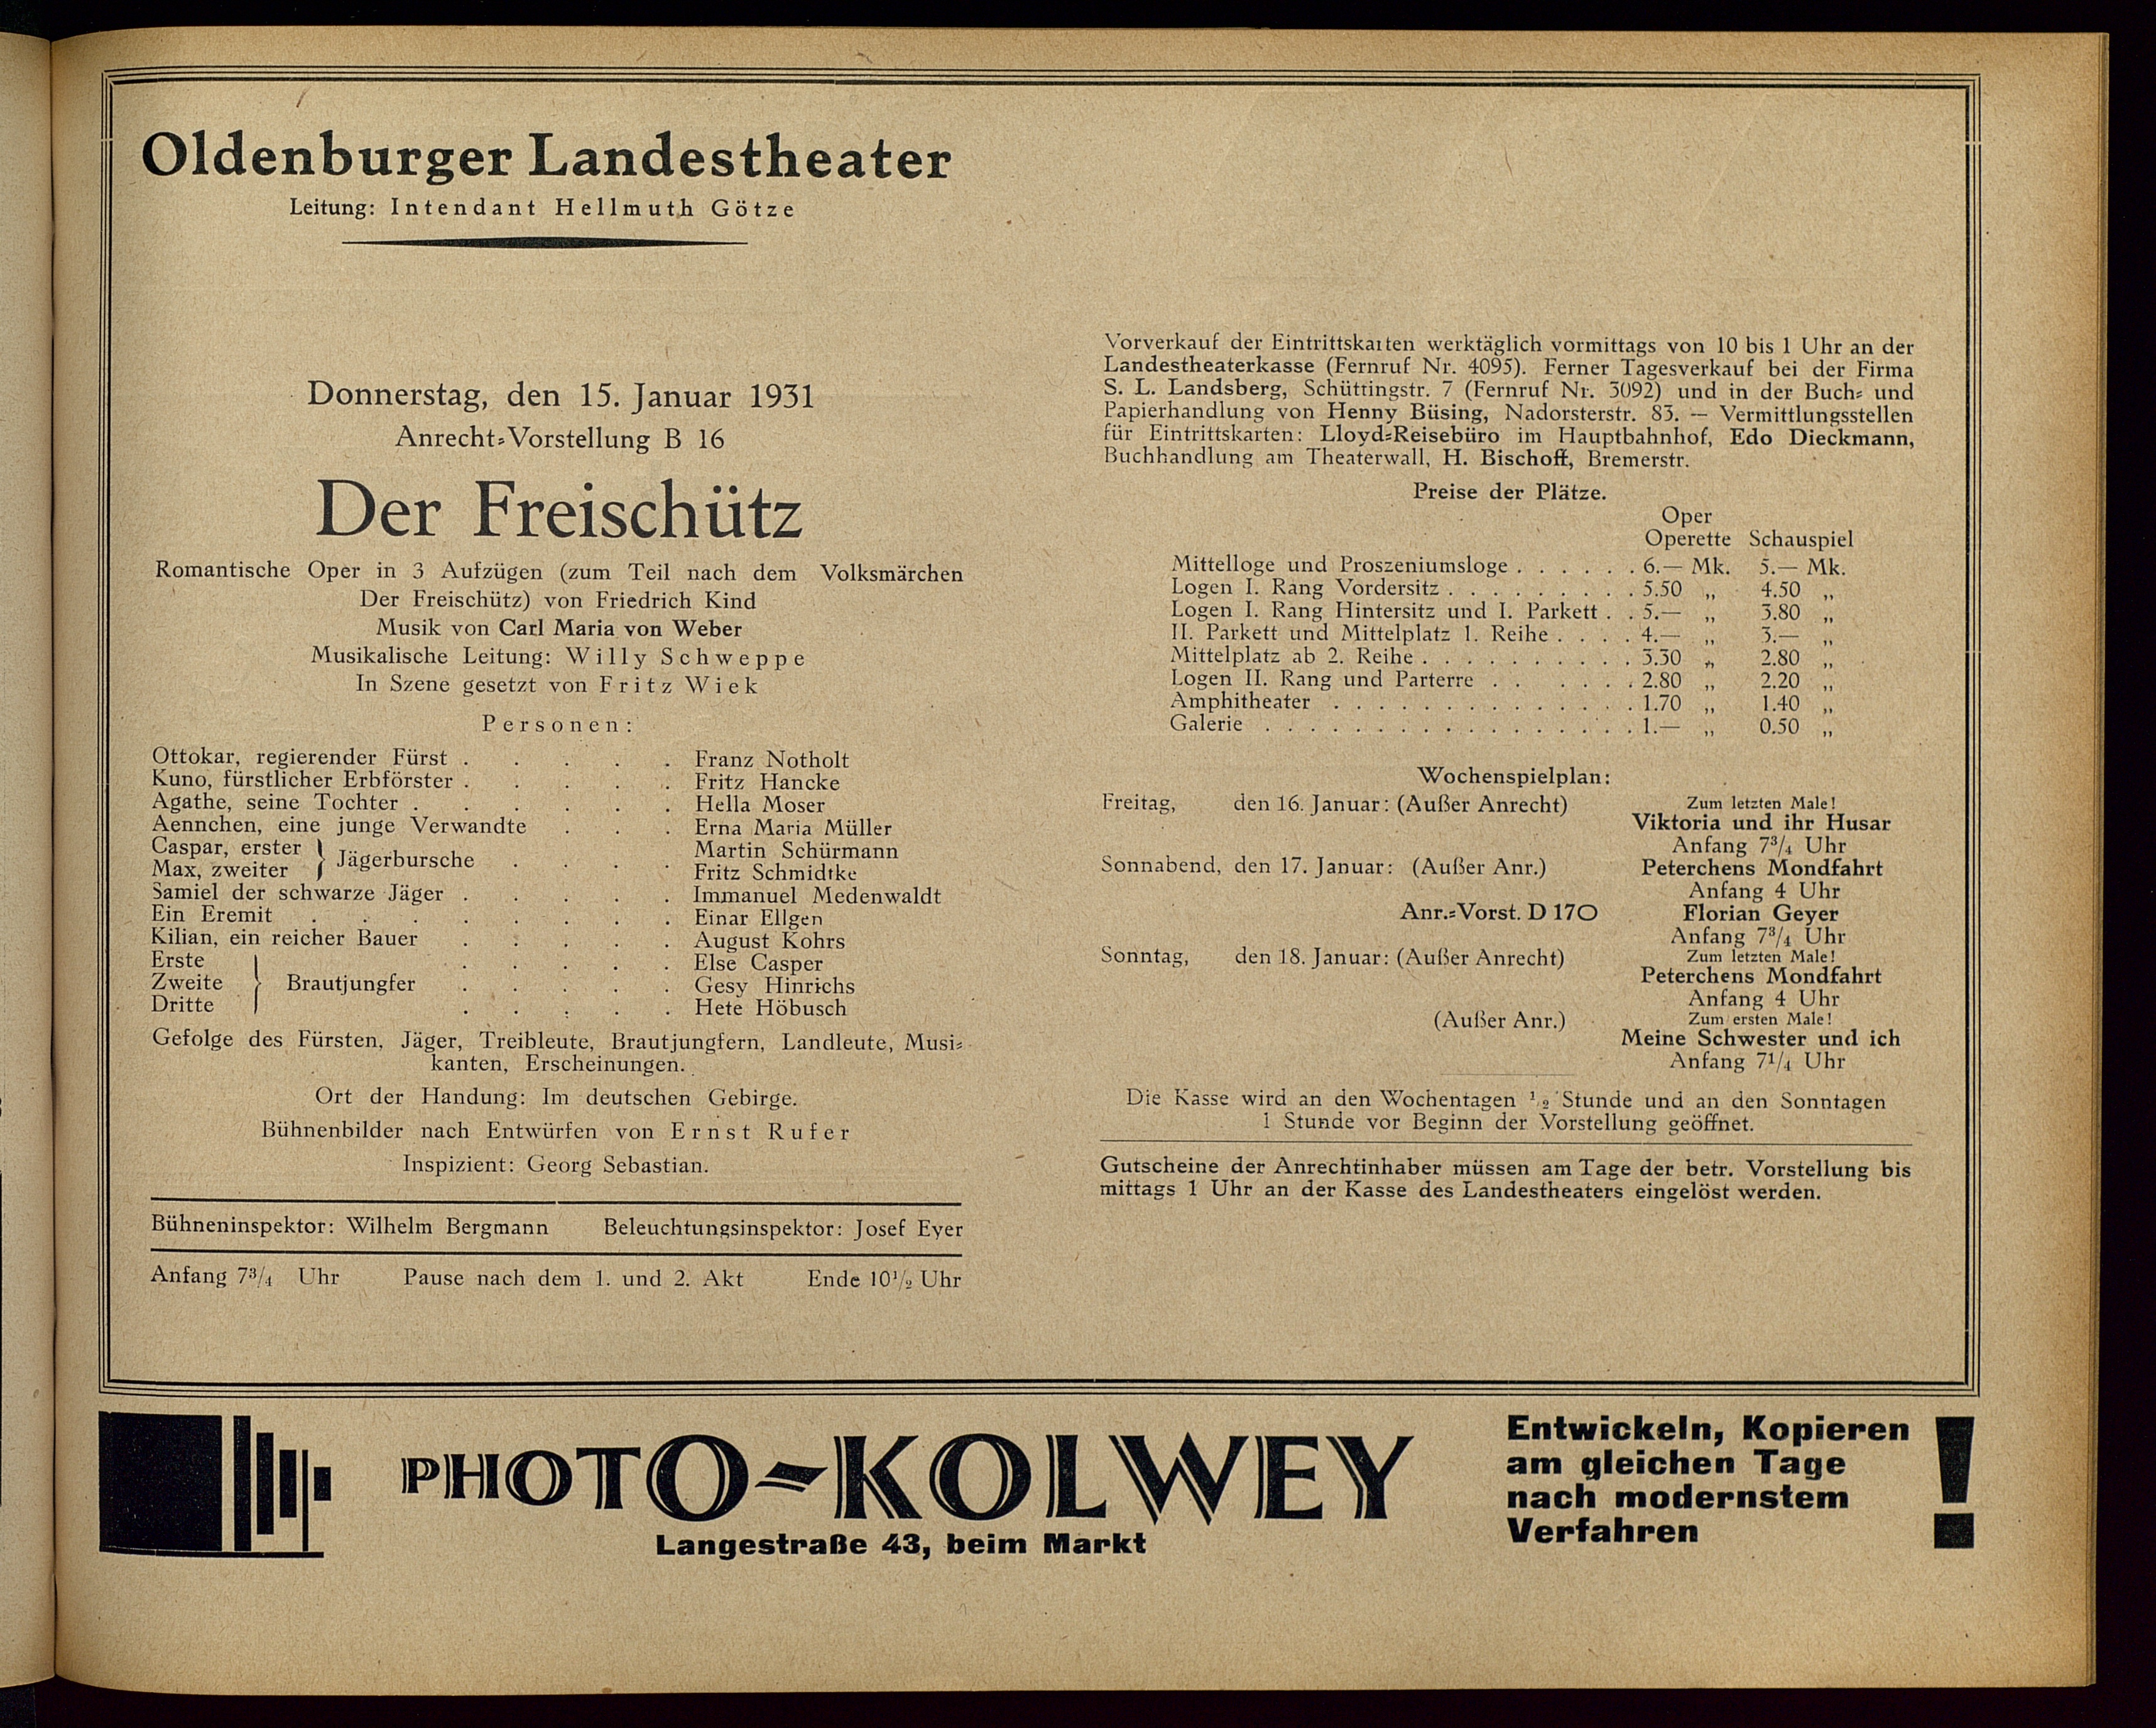 Oldenburger Landestheater
Leitung: Intendant Hellmuth Götze
Donnerstag, den 15. Januar 1931
Anrecht-Vorstellung B 16
Der Freischütz
Romantische Oper in 3 Aufzügen (zum Teil nach dem Volksmärchen
Der Freischütz) von Friedrich Kind
Musik von Carl Maria von Weber
Musikalische Leitung: Willy Schweppe
In Szene gesetzt von Fritz Wiek
Personen:
Ottokar, regierender Fürst . . . . . Franz Notholt
Kuno, fürstlicher Erbförster . . . . . Fritz Hancke
Agathe, seine Tochter . . . . . . Hella Moser
Aennchen, eine junge Verwandte . . . Erna Maria Müller
Caspar, erster } Jägerbursche . . . . Martin Schürmann
Max, zweiter } Fritz Schmidtke
Samiel der schwarze Jäger . . . . . Immanuel Medenwaldt
Ein Eremit . . . . . . . . Einar Ellgen
Kilian, ein reicher Bauer . . . . . August Kohrs
Erste } . . . . . Else Casper
Zweite } Brautjungfer . . . . . Gesy Hinrichs
Dritte } . . . . . Hete Höbusch
Gefolge des Fürsten, Jäger, Treibleute, Brautjungfern, Landleute, Musi-
kanten, Erscheinungen.
Ort der Handung: Im deutschen Gebirge.
Bühnenbilder nach Entwürfen von Ernst Rufer
Inspizient: Georg Sebastian.
Bühneninspektor: Wilhelm Bergmann Beleuchtungsinspektor: Josef Eyer
Anfang 7¾ Uhr Pause nach dem 1. und 2. Akt Ende 10½ Uhr
Vorverkauf der Eintrittskarten werktäglich vormittags von 10 bis 1 Uhr an der
Landestheaterkasse (Fernruf Nr. 4095). Ferner Tagesverkauf bei der Firma
S. L. Landsberg, Schüttingstr. 7 (Fernruf Nr. 3092) und in der Buch- und
Papierhandlung von Henny Büsing, Nadorsterstr. 83. — Vermittlungsstellen
für Eintrittskarten: Lloyd-Reisebüro im Hauptbahnhof, Edo Dieckmann,
Buchhandlung am Theaterwall, H. Bischoff, Bremerstr.
Preise der Plätze.
Oper
Operette Schauspiel
Mittelloge und Proszeniumsloge . . . . . . 6.— Mk. 5.— Mk.
Logen I. Rang Vordersitz . . . . . . . . . 5.50 „ 4.50 „
Logen I. Rang Hintersitz und I. Parkett . . 5.— „ 3.80 „
II. Parkett und Mittelplatz 1. Reihe . . . . 4.— „ 3.— „
Mittelplatz ab 2. Reihe . . . . . . . . . . 3.30 „ 2.80 „
Logen II. Rang und Parterre . . . . . . 2.80 „ 2.20 „
Amphitheater . . . . . . . . . . . . . . 1.70 „ 1.40 „
Galerie . . . . . . . . . . . . . . . . . 1.— „ 0.50 „
Wochenspielplan:
Freitag, den 16. Januar: (Außer Anrecht) Zum letzten Male!
Viktoria und ihr Husar
Anfang 7¾ Uhr
Sonnabend, den 17. Januar: (Außer Anr.) Peterchens Mondfahrt
Anfang 4 Uhr
Anr.-Vorst. D 17O Florian Geyer
Anfang 7¾ Uhr
Sonntag, den 18. Januar: (Außer Anrecht) Zum letzten Male!
Peterchens Mondfahrt
Anfang 4 Uhr
(Außer Anr.) Zum ersten Male!
Meine Schwester und ich
Anfang 7¼ Uhr
Die Kasse wird an den Wochentagen ½ Stunde und an den Sonntagen
1 Stunde vor Beginn der Vorstellung geöffnet.
Gutscheine der Anrechtinhaber müssen am Tage der betr. Vorstellung bis
mittags 1 Uhr an der Kasse des Landestheaters eingelöst werden.
PHOTO-KOLWEY
Langestraße 43, beim Markt
Entwickeln, Kopieren
am gleichen Tage
nach modernstem
Verfahren !